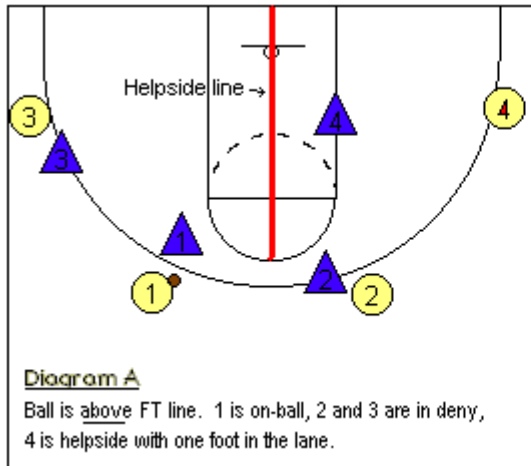 Helpside line →
3
4
4
3
1
2
1
2
Diagram A
Ball is above FT line. 1 is on-ball, 2 and 3 are in deny,
4 is helpside with one foot in the lane.